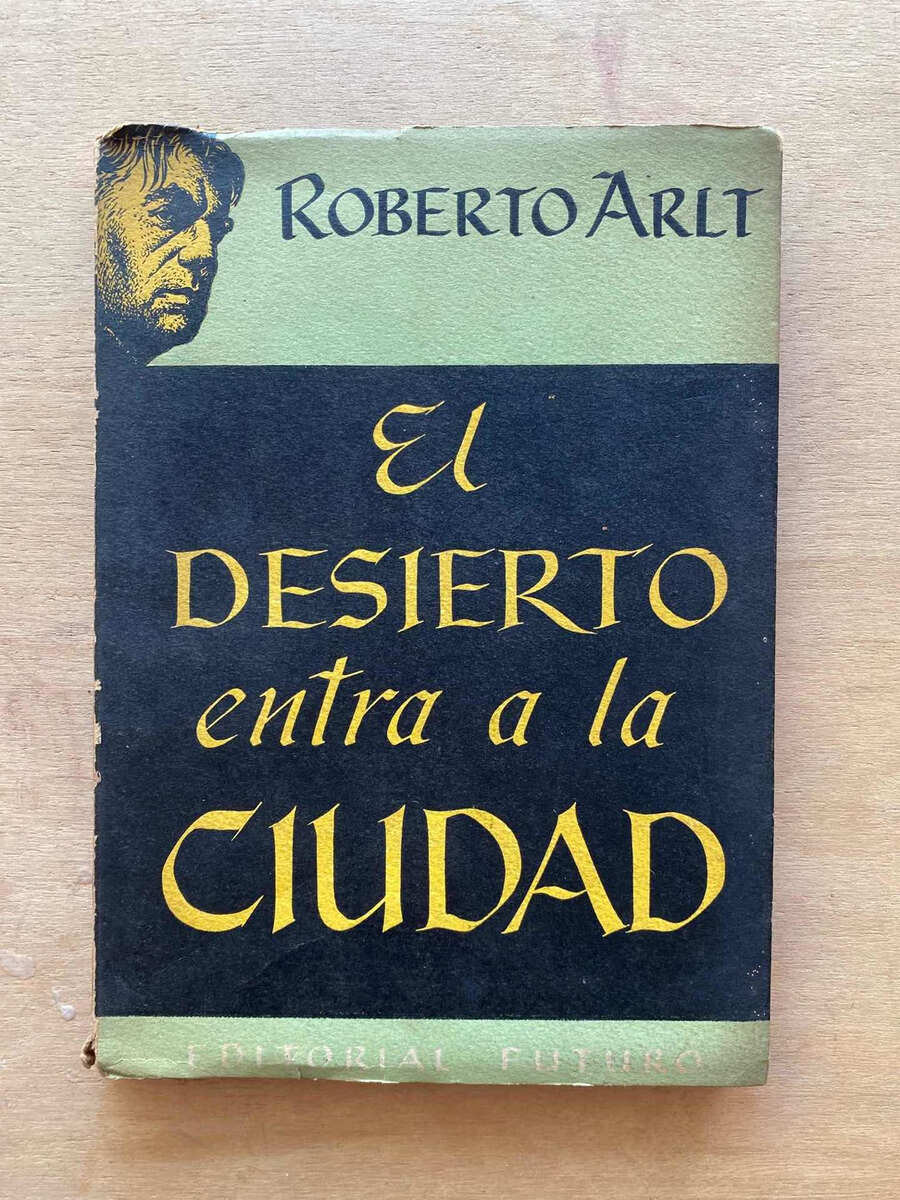 ROBERTO ARLT
El
DESIERTO
entra a la
CIUDAD
EDITORIAL FUTURO